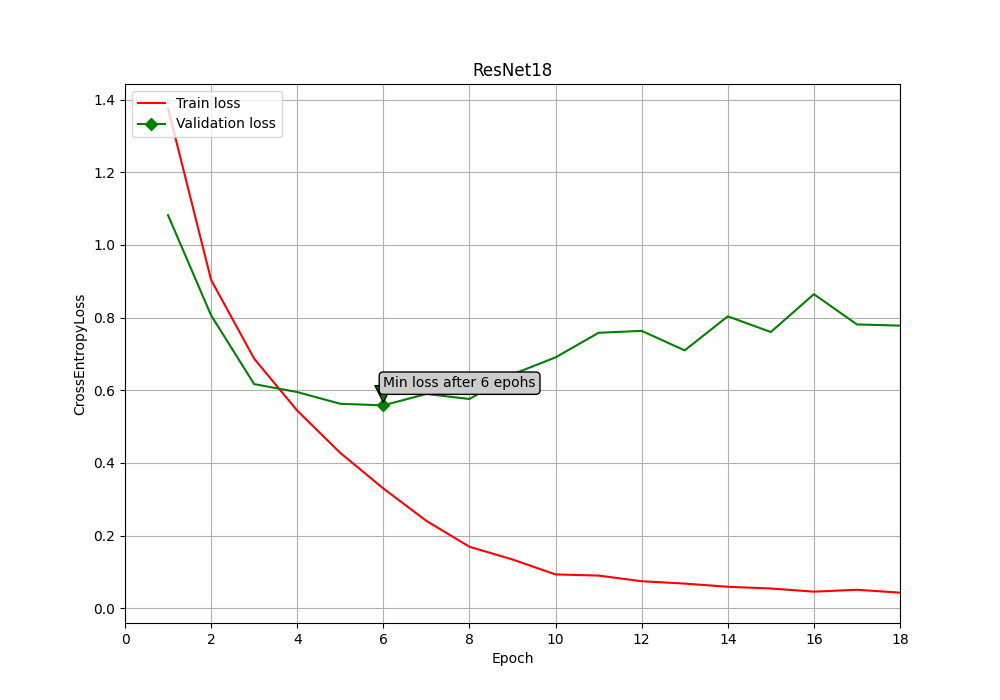 ResNet18
Train loss
Validation loss
1.4
1.2
1.0
0.8
0.6
0.4
0.2
0.0
CrossEntropyLoss
Min loss after 6 epohs
0 2 4 6 8 10 12 14 16 18
Epoch